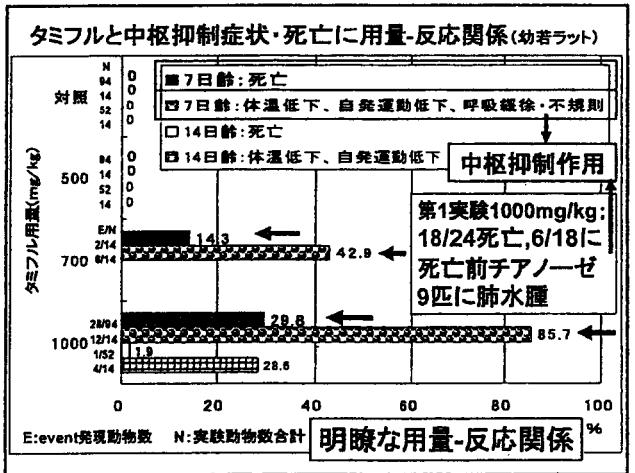 タミフルと中枢抑制症状・死亡に用量-反応関係(幼若ラット)
タミフル用量(mg/kg)
N
対照
94 0
14 0
52 0
14 0
7日齢:死亡
7日齢:体温低下、自発運動低下、呼吸緩徐・不規則
14日齢:死亡
14日齢:体温低下、自発運動低下
中枢抑制作用
500
94 0
14 0
52 0
14 0
第1実験1000mg/kg;
18/24死亡,6/18に
死亡前チアノーゼ
9匹に肺水腫
700
E/N
2/14 14.3
6/14 42.9
1000
28/94 29.8
12/14 85.7
1/52 1.9
4/14 28.6
0 20 40 60 80 100
%
E:event発現動物数 N:実験動物数合計
明瞭な用量-反応関係